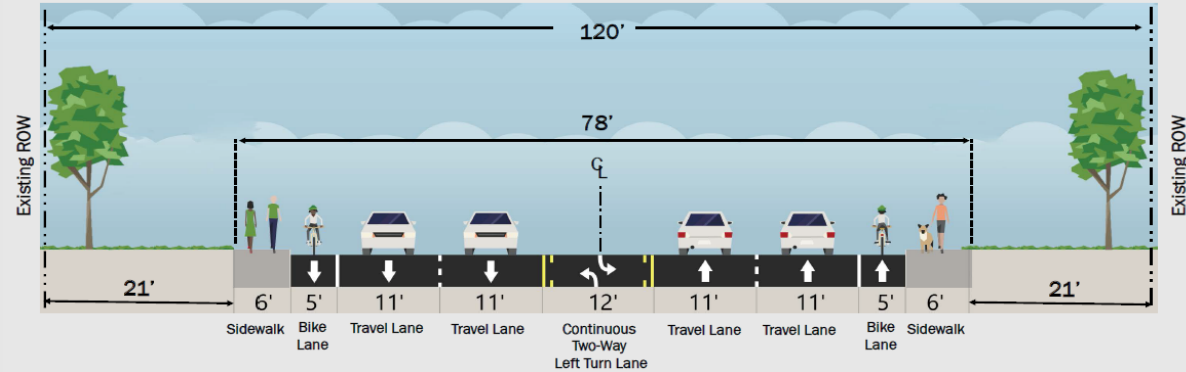 120'
78'
℄
Existing ROW
Existing ROW
21'
6'
5'
11'
11'
12'
11'
11'
5'
6'
21'
Sidewalk
Bike
Lane
Travel Lane
Travel Lane
Continuous
Two-Way
Left Turn Lane
Travel Lane
Travel Lane
Bike
Lane
Sidewalk